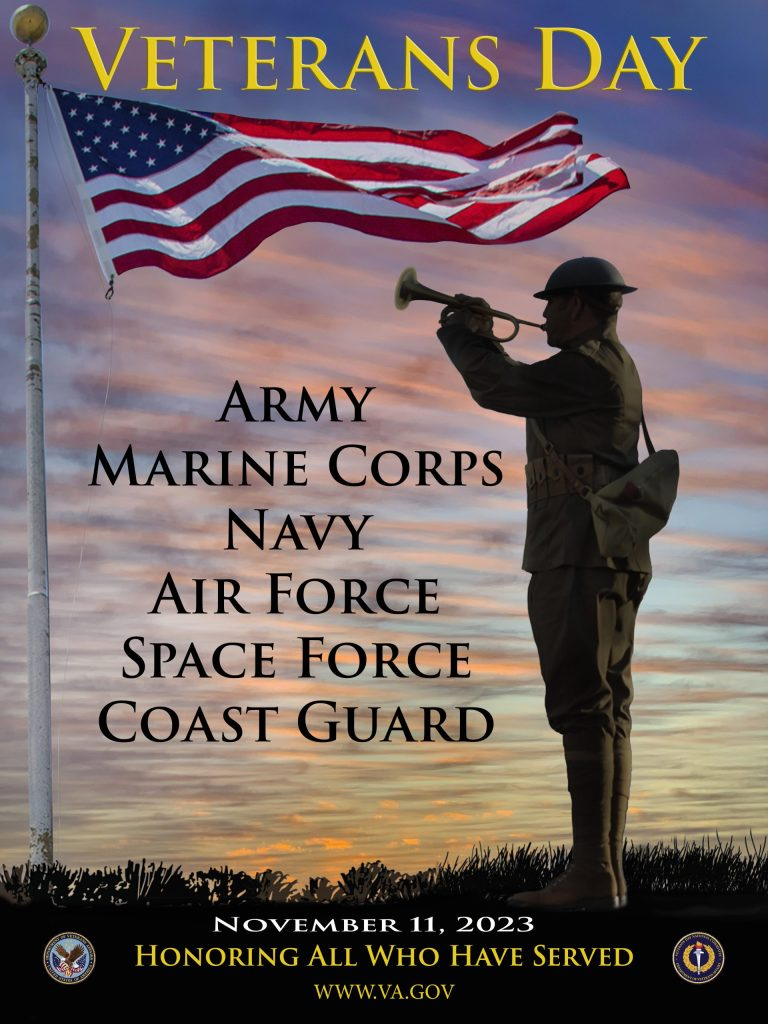 Veterans Day
Army
Marine Corps
Navy
Air Force
Space Force
Coast Guard
November 11, 2023
Honoring All Who Have Served
www.va.gov